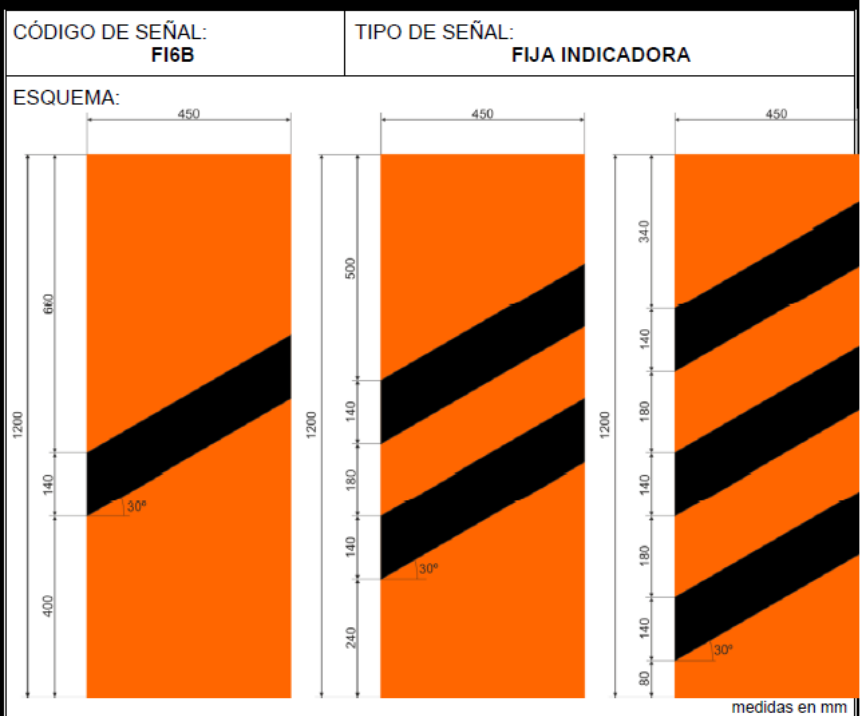 CÓDIGO DE SEÑAL:
FI6B
TIPO DE SEÑAL:
FIJA INDICADORA
ESQUEMA:
450
450
450
1200
660
140
400
30º
1200
500
140
180
140
240
30º
1200
340
140
180
140
180
140
80
30º
medidas en mm